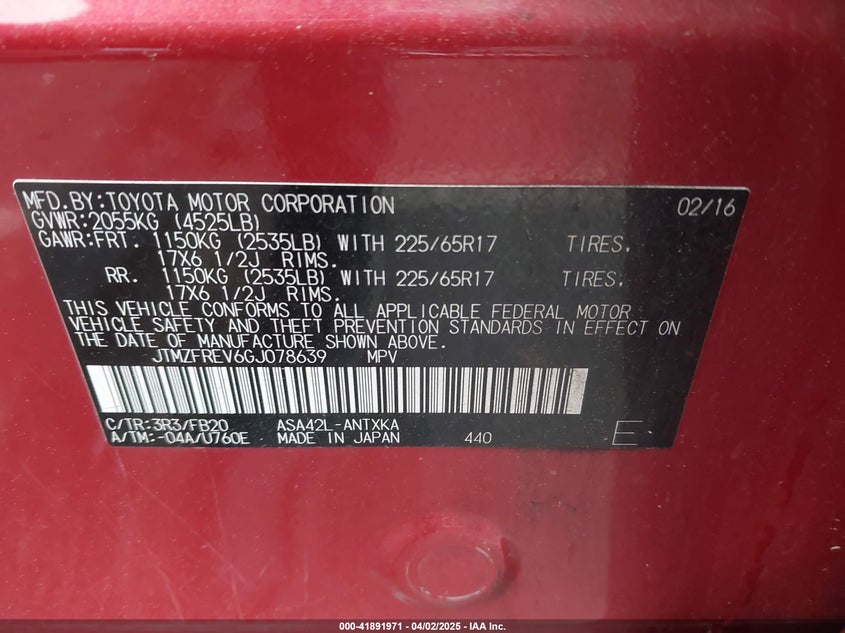 MFD.BY:TOYOTA MOTOR CORPORATION 02/16
GVWR:2055KG (4525LB)
GAWR:FRT. 1150KG (2535LB) WITH 225/65R17 TIRES,
17X6 1/2J RIMS.
RR. 1150KG (2535LB) WITH 225/65R17 TIRES,
17X6 1/2J RIMS.
THIS VEHICLE CONFORMS TO ALL APPLICABLE FEDERAL MOTOR
VEHICLE SAFETY AND THEFT PREVENTION STANDARDS IN EFFECT ON
THE DATE OF MANUFACTURE SHOWN ABOVE.
JTMZFREV6GJ078639 MPV
C/TR:3R3/FB20 ASA42L-ANTXKA
A/TM:-04A/U760E MADE IN JAPAN 440 E
000-41891971 | 04/02/2025 - IAA Inc.